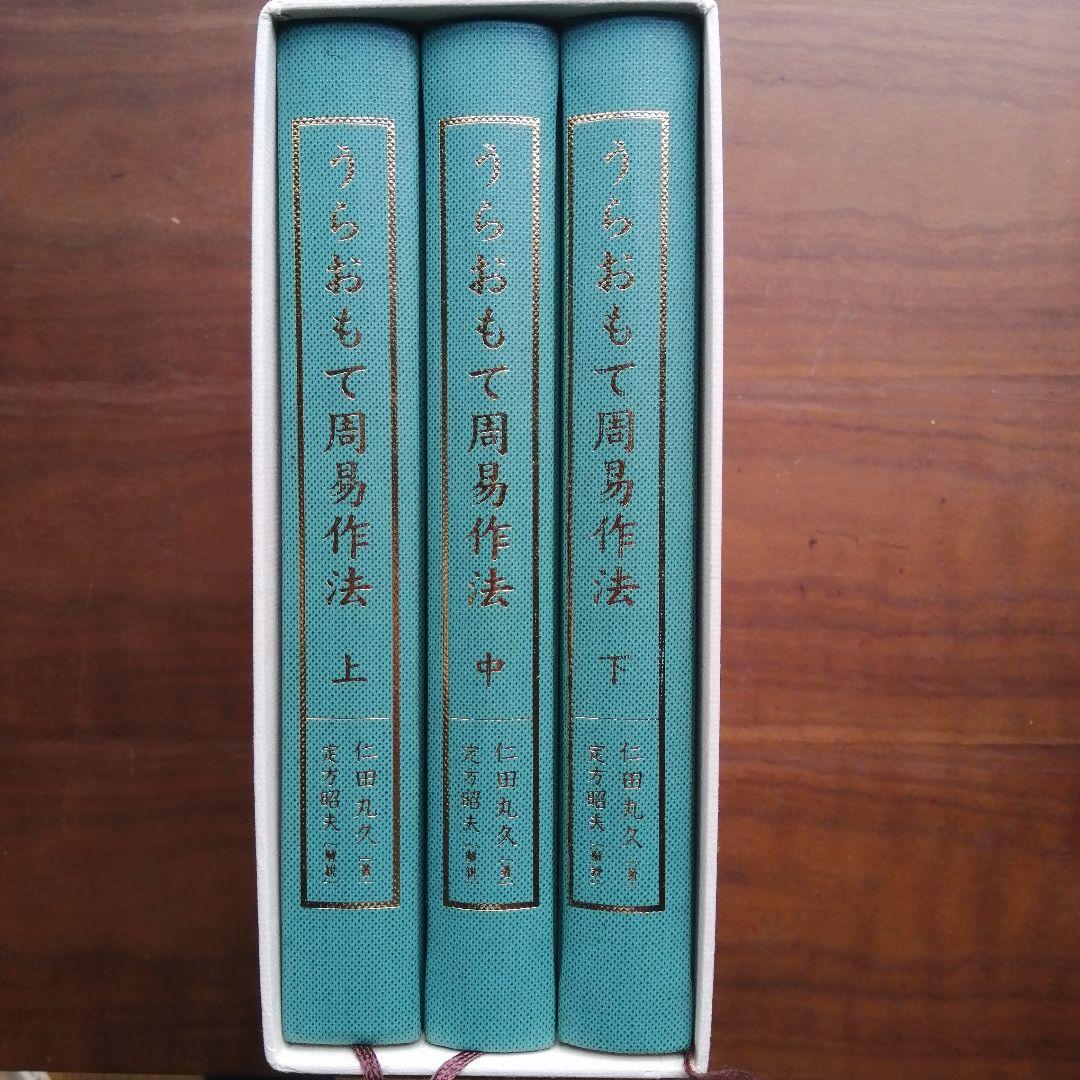 うらおもて周易作法 上
仁田丸久［著］
定方昭夫［解説］
うらおもて周易作法 中
仁田丸久［著］
定方昭夫［解説］
うらおもて周易作法 下
仁田丸久［著］
定方昭夫［解説］